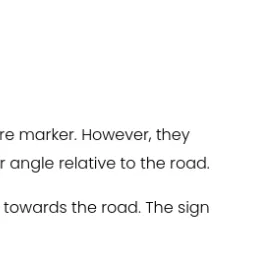 re marker. However, they
r angle relative to the road.
towards the road. The sign